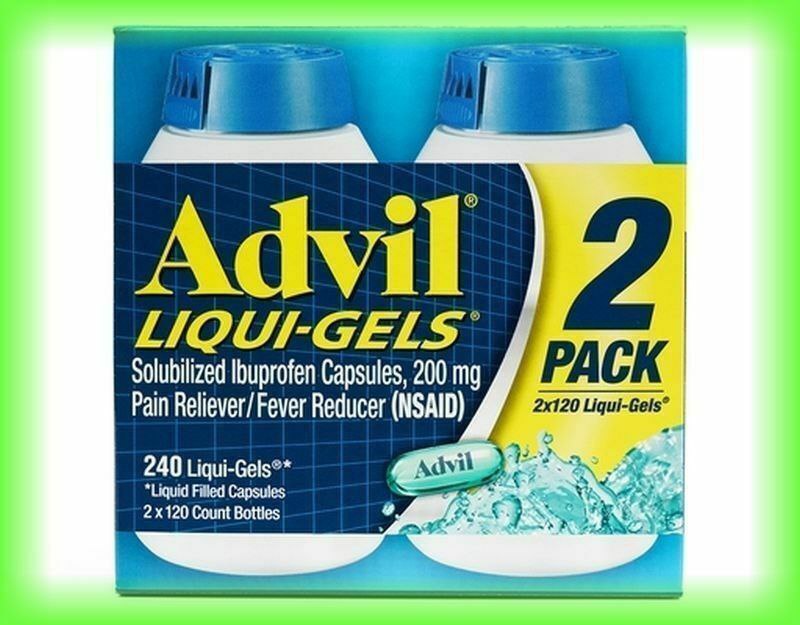 Advil®
LIQUI-GELS®
Solubilized Ibuprofen Capsules, 200 mg
Pain Reliever/Fever Reducer (NSAID)
240 Liqui-Gels®*
*Liquid Filled Capsules
2 x 120 Count Bottles
2
PACK
2x120 Liqui-Gels®
Advil